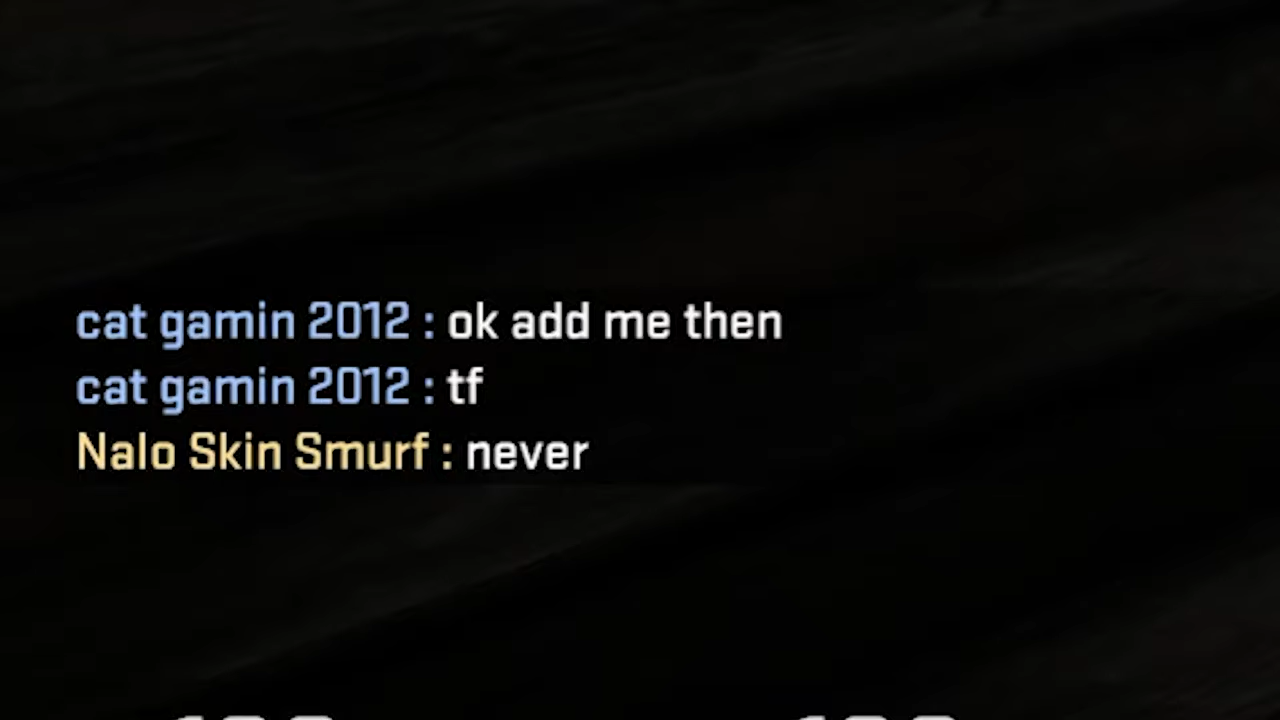 cat gamin 2012 : ok add me then
cat gamin 2012 : tf
Nalo Skin Smurf : never